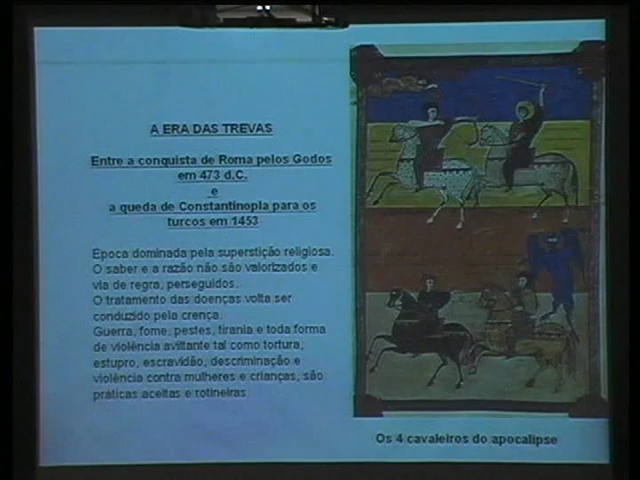 A ERA DAS TREVAS
Entre a conquista de Roma pelos Godos
em 473 d.C.
e
a queda de Constantinopla para os
turcos em 1453
Epoca dominada pela superstição religiosa.
O saber e a razão não são valorizados e
via de regra, perseguidos.
O tratamento das doenças volta ser
conduzido pela crença.
Guerra, fome, pestes, tirania e toda forma
de violência aviltante tal como tortura,
estupro, escravidão, descriminação e
violência contra mulheres e crianças, são
práticas aceitas e rotineiras
Os 4 cavaleiros do apocalipse